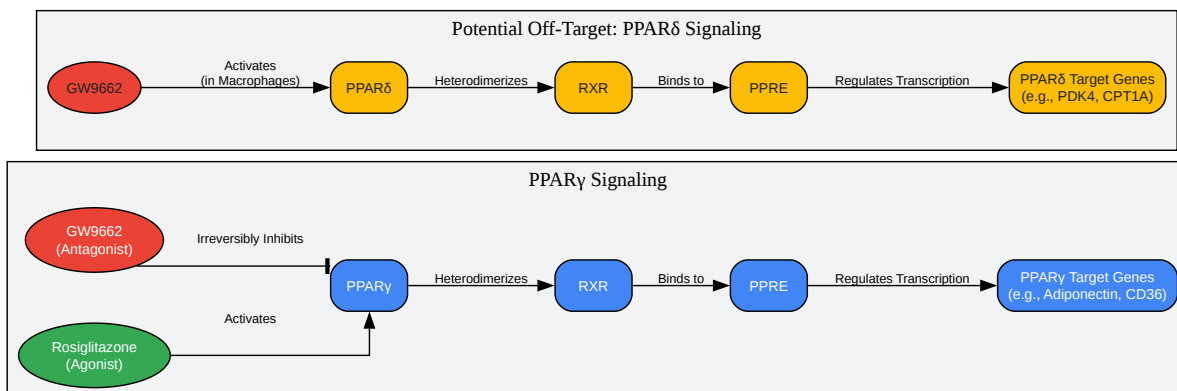 Potential Off-Target: PPARδ Signaling
GW9662
Activates
(in Macrophages)
PPARδ
Heterodimerizes
RXR
Binds to
PPRE
Regulates Transcription
PPARδ Target Genes
(e.g., PDK4, CPT1A)
PPARγ Signaling
GW9662
(Antagonist)
Irreversibly Inhibits
Rosiglitazone
(Agonist)
Activates
PPARγ
Heterodimerizes
RXR
Binds to
PPRE
Regulates Transcription
PPARγ Target Genes
(e.g., Adiponectin, CD36)